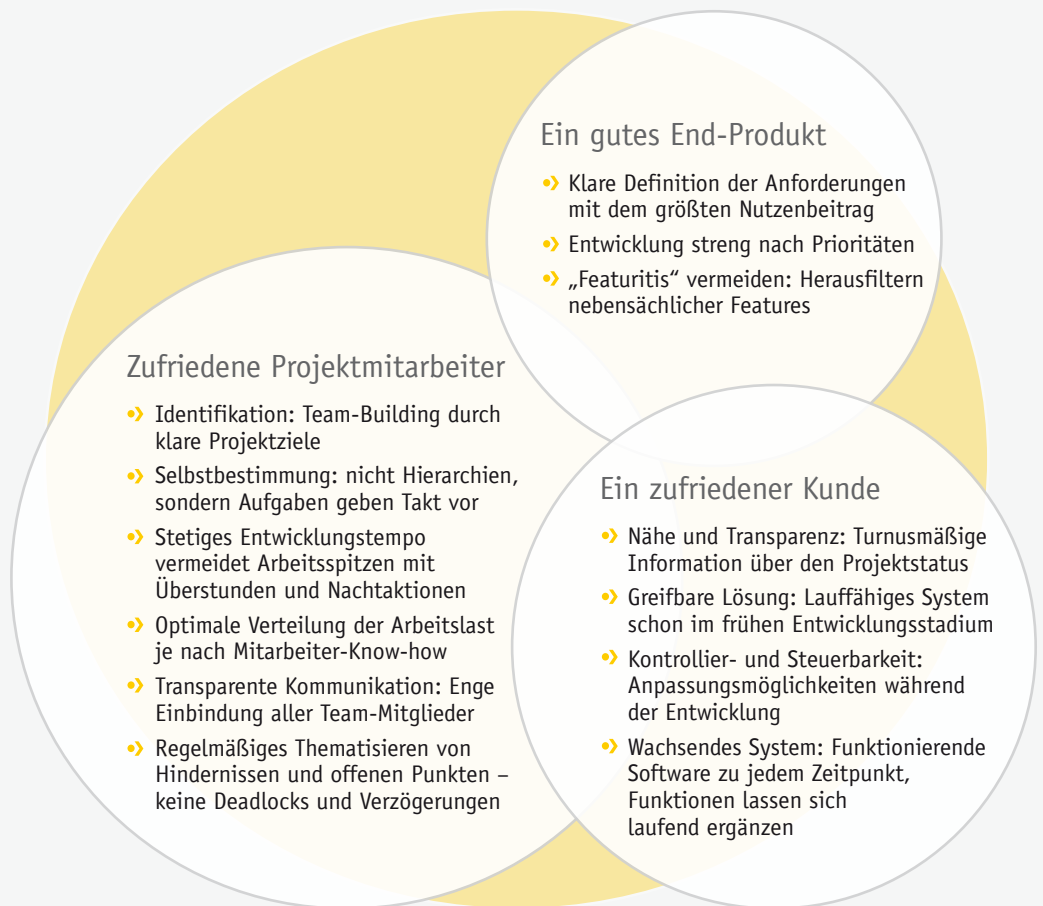 Ein gutes End-Produkt
Klare Definition der Anforderungen
mit dem größten Nutzenbeitrag
Entwicklung streng nach Prioritäten
„Featuritis“ vermeiden: Herausfiltern
nebensächlicher Features
Zufriedene Projektmitarbeiter
Identifikation: Team-Building durch
klare Projektziele
Selbstbestimmung: nicht Hierarchien,
sondern Aufgaben geben Takt vor
Stetiges Entwicklungstempo
vermeidet Arbeitsspitzen mit
Überstunden und Nachtaktionen
Optimale Verteilung der Arbeitslast
je nach Mitarbeiter-Know-how
Transparente Kommunikation: Enge
Einbindung aller Team-Mitglieder
Regelmäßiges Thematisieren von
Hindernissen und offenen Punkten –
keine Deadlocks und Verzögerungen
Ein zufriedener Kunde
Nähe und Transparenz: Turnusmäßige
Information über den Projektstatus
Greifbare Lösung: Lauffähiges System
schon im frühen Entwicklungsstadium
Kontrollier- und Steuerbarkeit:
Anpassungsmöglichkeiten während
der Entwicklung
Wachsendes System: Funktionierende
Software zu jedem Zeitpunkt,
Funktionen lassen sich
laufend ergänzen